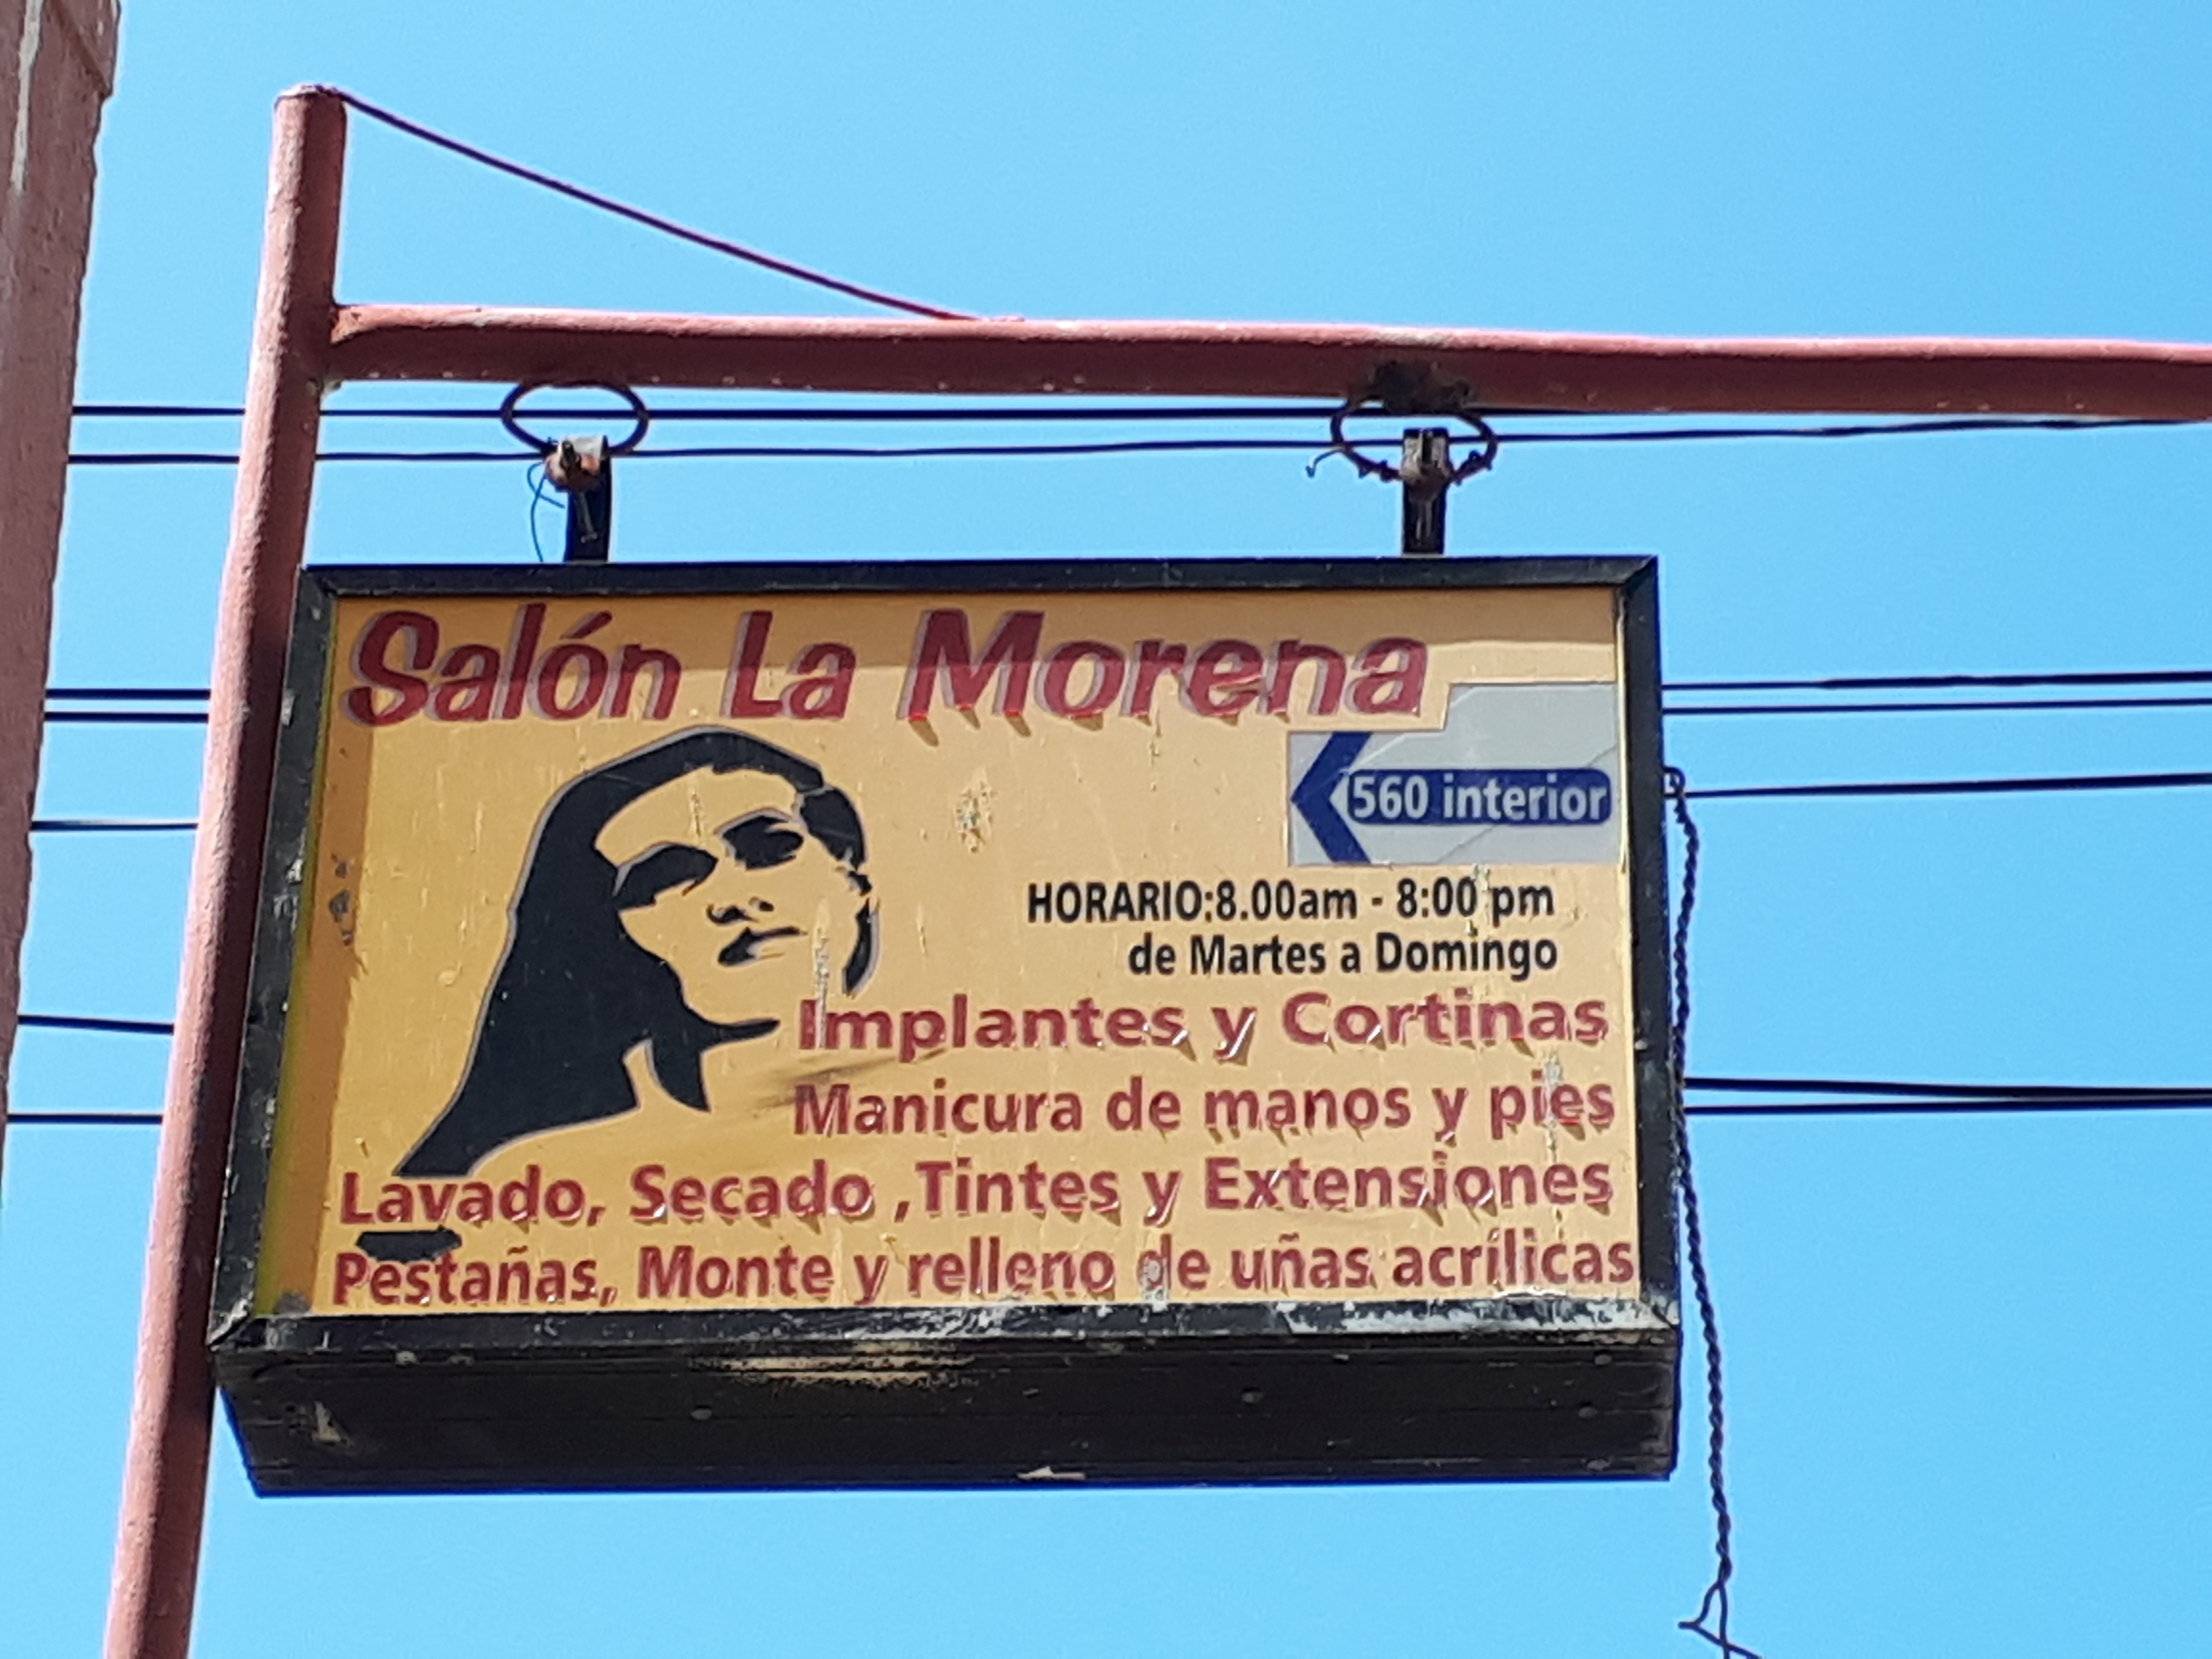 Salón La Morena
560 interior
HORARIO:8.00am - 8:00 pm
de Martes a Domingo
Implantes y Cortinas
Manicura de manos y pies
Lavado, Secado ,Tintes y Extensiones
Pestañas, Monte y relleno de uñas acrílicas